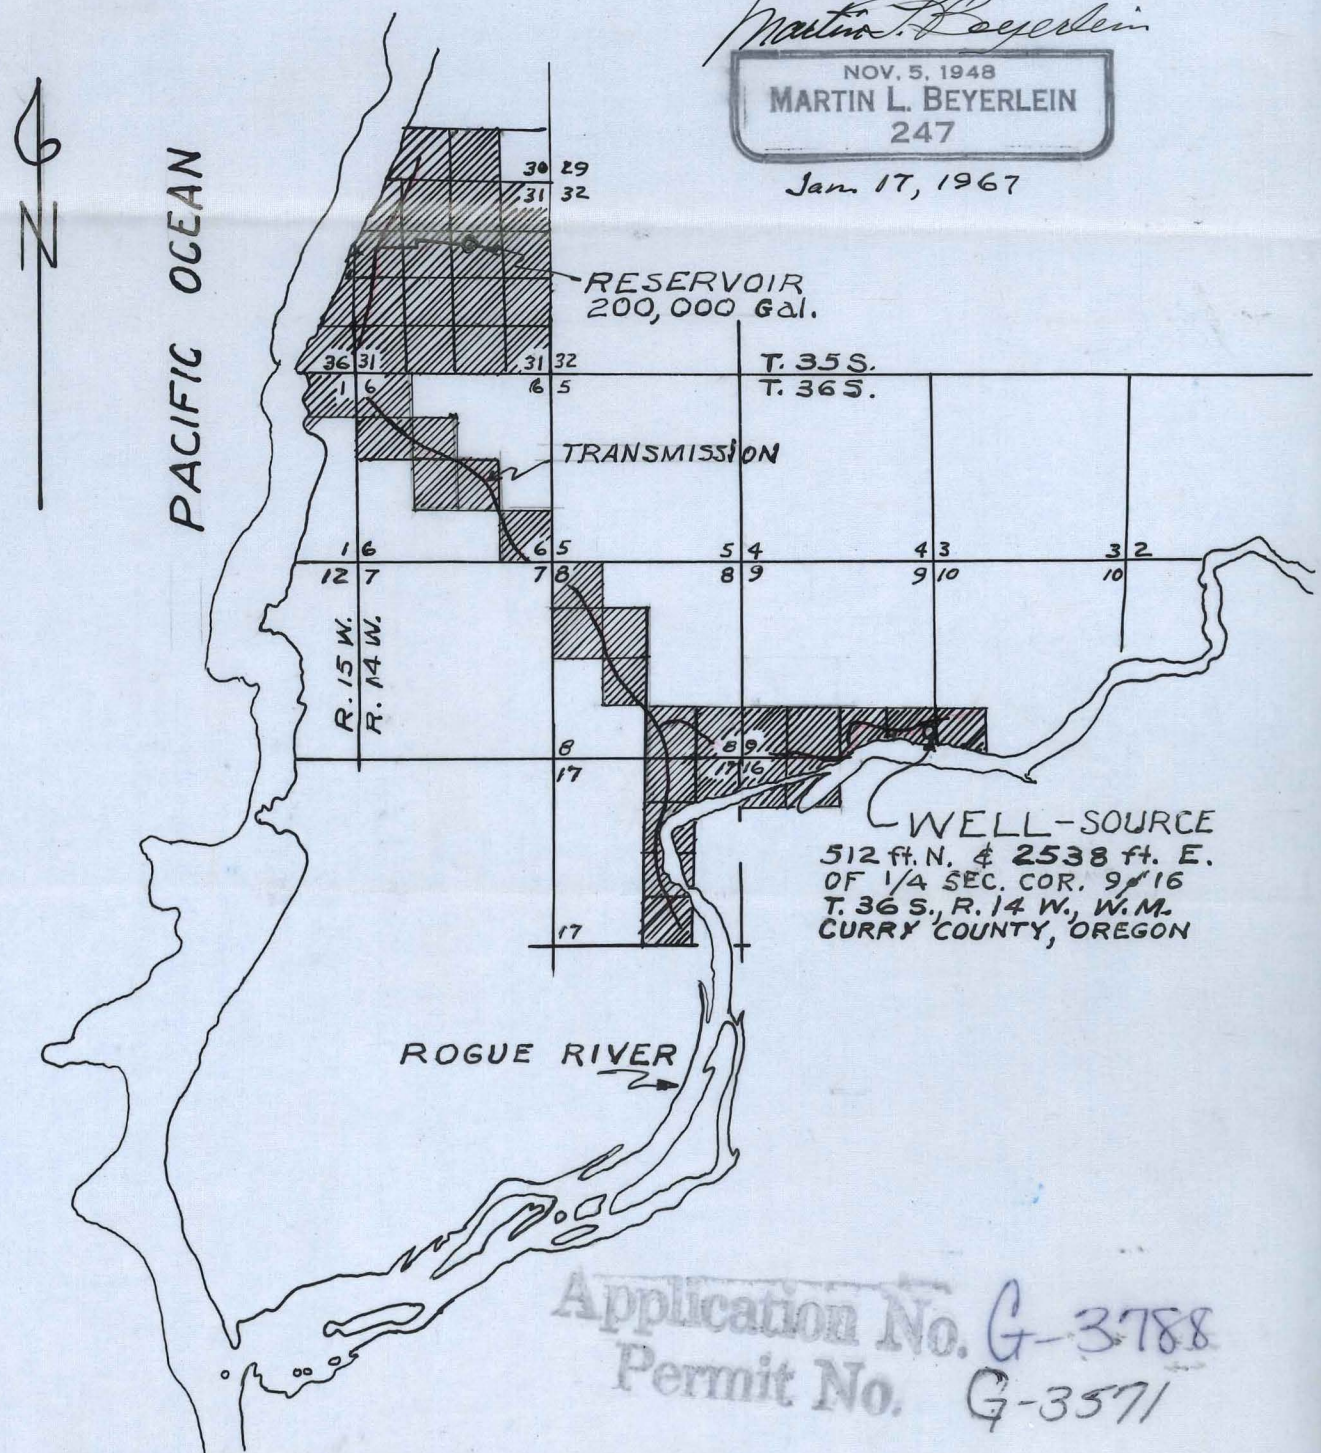 Martin L. Beyerlein
NOV. 5, 1948
MARTIN L. BEYERLEIN
247
Jan. 17, 1967
N
PACIFIC OCEAN
30 29
31 32
RESERVOIR
200,000 Gal.
36 31
31 32
T. 35 S.
1 6
6 5
T. 36 S.
TRANSMISSION
1 6
6 5
5 4
4 3
3 2
12 7
7 8
8 9
9 10
10
R. 15 W.
R. 14 W.
8
8 9
17
17 16
WELL-SOURCE
512 ft. N. & 2538 ft. E.
OF 1/4 SEC. COR. 9/16
T. 36 S., R. 14 W., W.M.
CURRY COUNTY, OREGON
17
ROGUE RIVER
Application No. G-3788
Permit No. G-3571